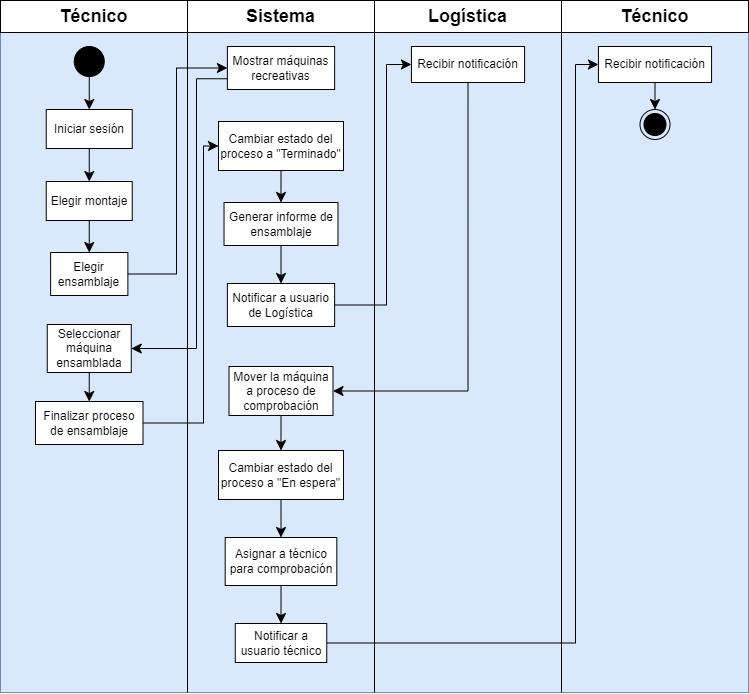 Técnico
Sistema
Logística
Técnico
Iniciar sesión
Elegir montaje
Elegir
ensamblaje
Mostrar máquinas
recreativas
Seleccionar
máquina
ensamblada
Finalizar proceso
de ensamblaje
Cambiar estado del
proceso a "Terminado"
Generar informe de
ensamblaje
Notificar a usuario
de Logística
Recibir notificación
Mover la máquina
a proceso de
comprobación
Cambiar estado del
proceso a "En espera"
Asignar a técnico
para comprobación
Notificar a
usuario técnico
Recibir notificación